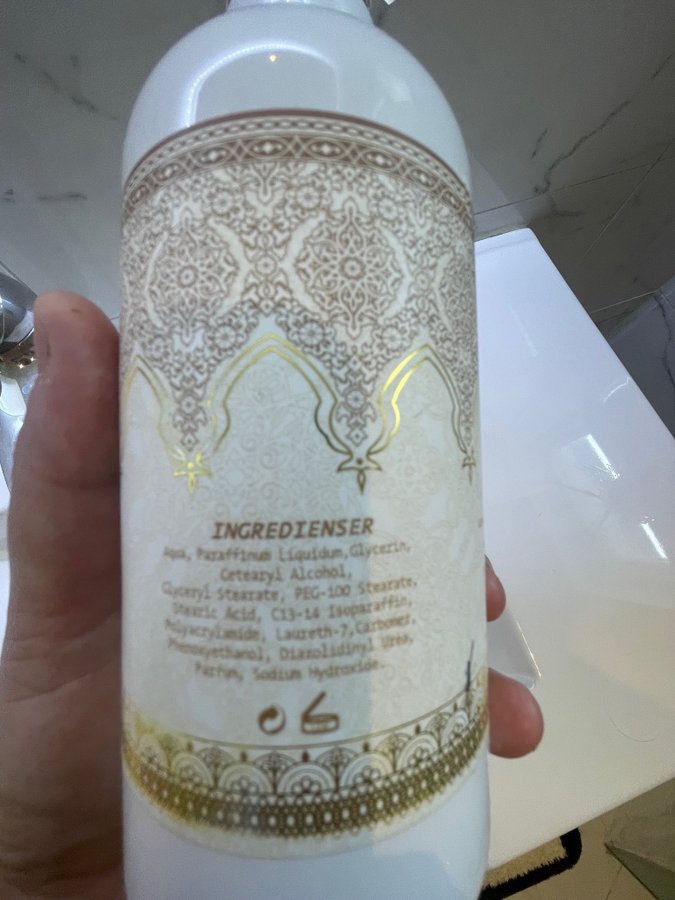 INGREDIENSER
Aqua, Paraffinum Liquidum,Glycerin,
Cetearyl Alcohol,
Glyceryl Stearate, PEG-100 Stearate,
Stearic Acid, C13-14 Isoparaffin,
Polyacrylamide, Laureth-7,Carbomer,
Phenoxyethanol, Diazolidinyl Urea,
Parfum, Sodium Hydroxide.